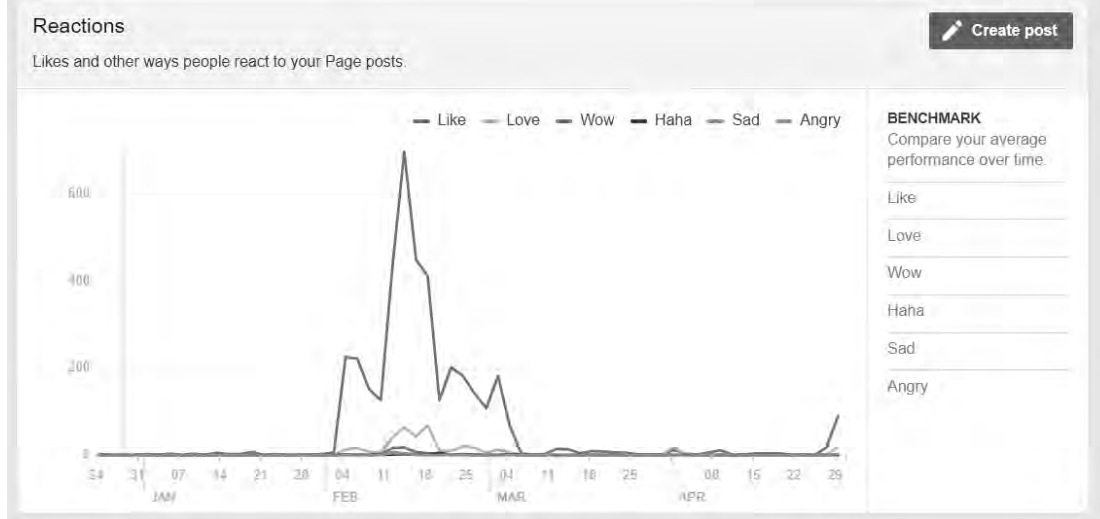 Reactions
Create post
Likes and other ways people react to your Page posts.
Like Love Wow Haha Sad Angry
BENCHMARK
Compare your average
performance over time.
600
400
200
0
Like
Love
Wow
Haha
Sad
Angry
24 31 07 14 21 28 04 11 18 25 04 11 18 25 08 15 22 29
JAN FEB MAR APR